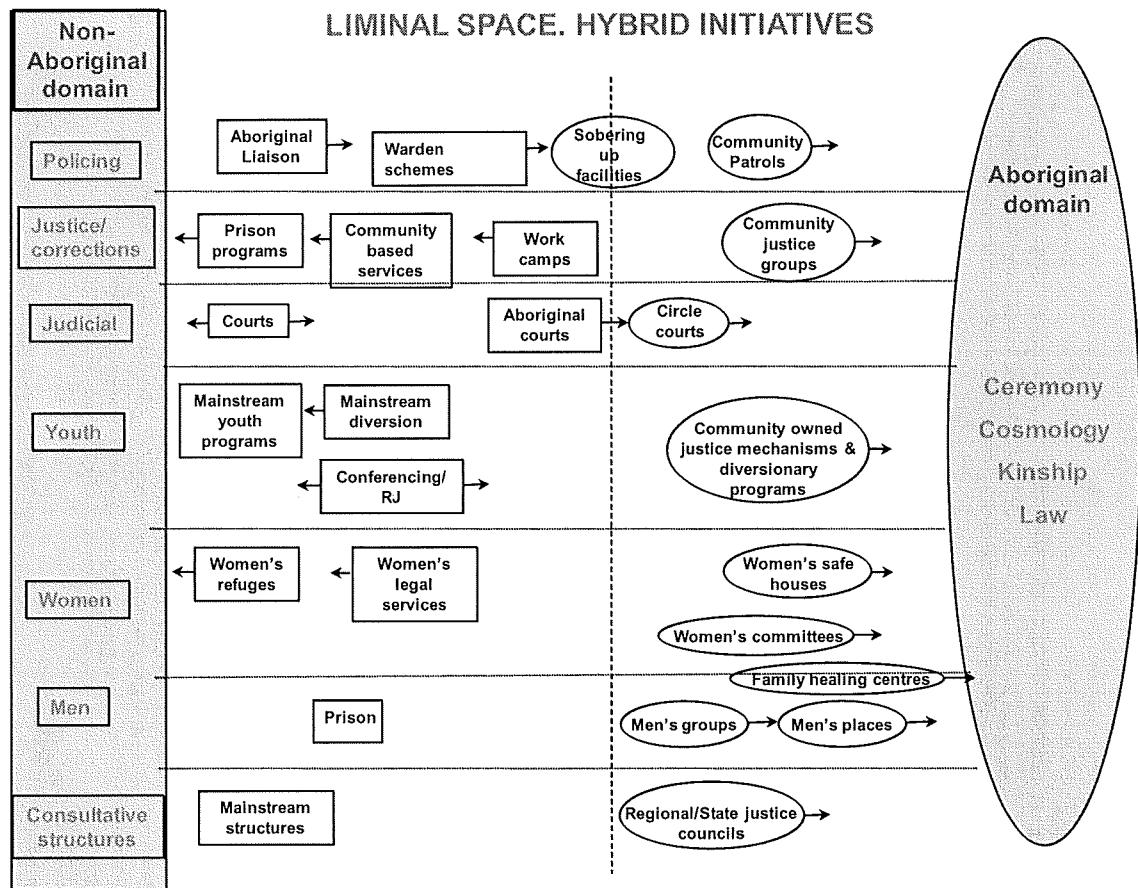 LIMINAL SPACE. HYBRID INITIATIVES
Non-
Aboriginal
domain
Policing
Aboriginal
Liaison
Warden
schemes
Sobering
up
facilities
Community
Patrols
Aboriginal
domain
Justice/
corrections
Prison
programs
Community
based
services
Work
camps
Community
justice
groups
Judicial
Courts
Aboriginal
courts
Circle
courts
Youth
Mainstream
youth
programs
Mainstream
diversion
Conferencing/
RJ
Community owned
justice mechanisms &
diversionary
programs
Ceremony
Cosmology
Kinship
Law
Women
Women's
refuges
Women's
legal
services
Women's safe
houses
Women's committees
Family healing centres
Men
Prison
Men's groups
Men's places
Consultative
structures
Mainstream
structures
Regional/State justice
councils